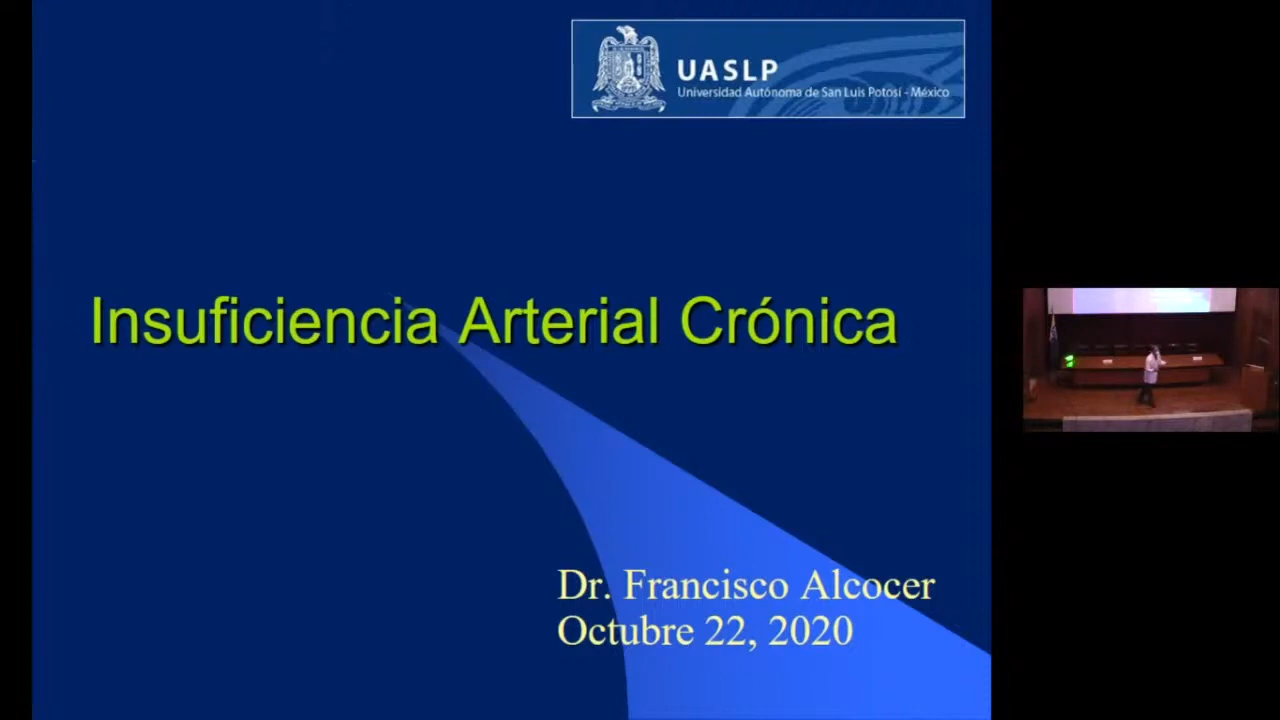 UASLP
Universidad Autónoma de San Luis Potosí - México
Insuficiencia Arterial Crónica
Dr. Francisco Alcocer
Octubre 22, 2020